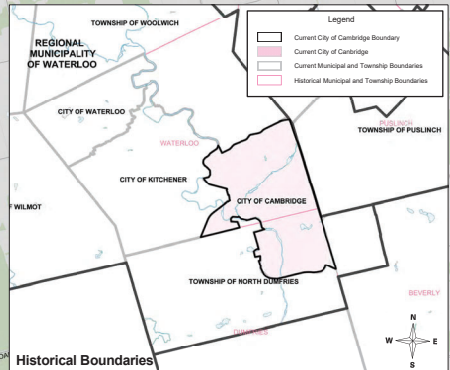 TOWNSHIP OF WOOLWICH
REGIONAL
MUNICIPALITY
OF WATERLOO
Legend
Current City of Cambridge Boundary
Current City of Canbridge
Current Municipal and Township Boundaries
Historical Municipal and Township Boundaries
CITY OF WATERLOO
PUSLINCH
TOWNSHIP OF PUSLINCH
WATERLOO
CITY OF KITCHENER
F WILMOT
CITY OF CAMBRIDGE
TOWNSHIP OF NORTH DUMFRIES
BEVERLY
DUMFRIES
N
W E
S
Historical Boundaries